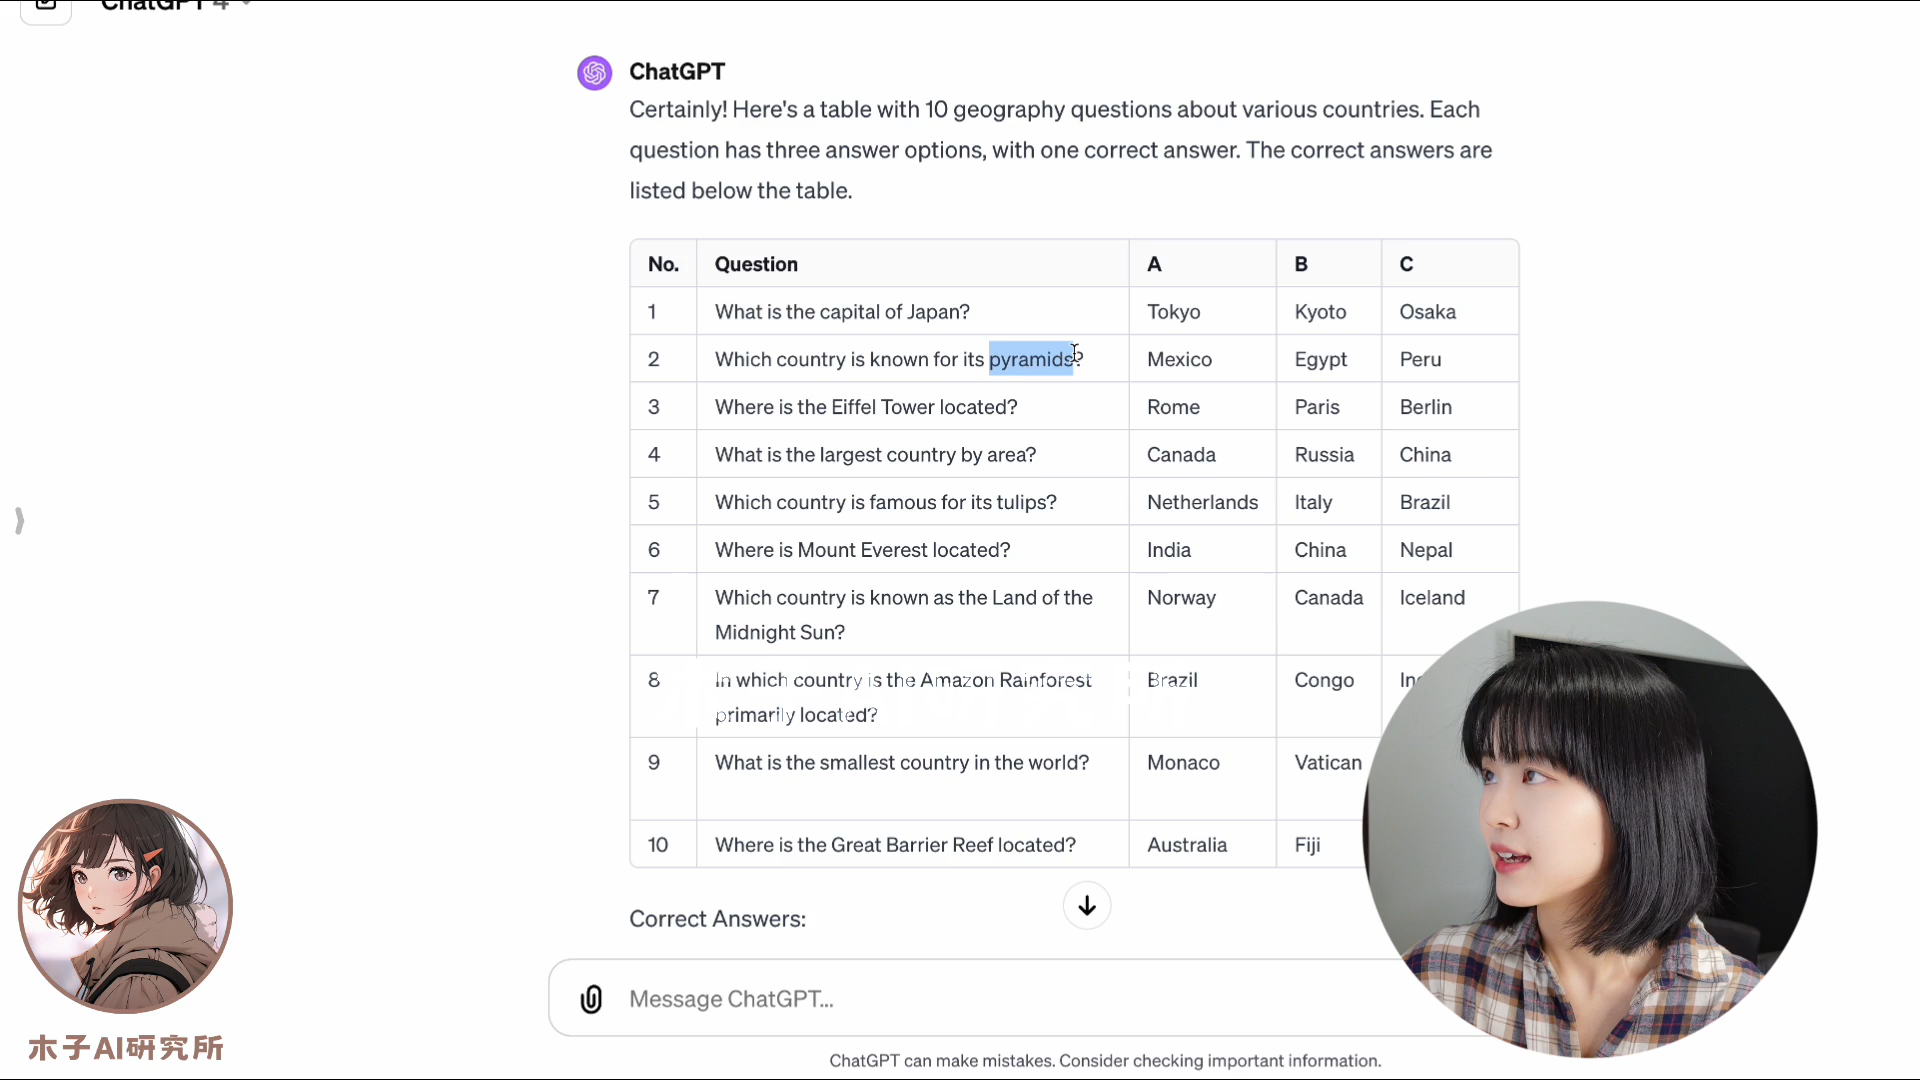 ChatGPT 4
ChatGPT
Certainly! Here's a table with 10 geography questions about various countries. Each
question has three answer options, with one correct answer. The correct answers are
listed below the table.
No. Question A B C
1 What is the capital of Japan? Tokyo Kyoto Osaka
2 Which country is known for its pyramids? Mexico Egypt Peru
3 Where is the Eiffel Tower located? Rome Paris Berlin
4 What is the largest country by area? Canada Russia China
5 Which country is famous for its tulips? Netherlands Italy Brazil
6 Where is Mount Everest located? India China Nepal
7 Which country is known as the Land of the Norway Canada Iceland
Midnight Sun?
8 In which country is the Amazon Rainforest Brazil Congo
primarily located?
9 What is the smallest country in the world? Monaco Vatican
10 Where is the Great Barrier Reef located? Australia Fiji
Correct Answers:
Message ChatGPT...
ChatGPT can make mistakes. Consider checking important information.
木子AI研究所